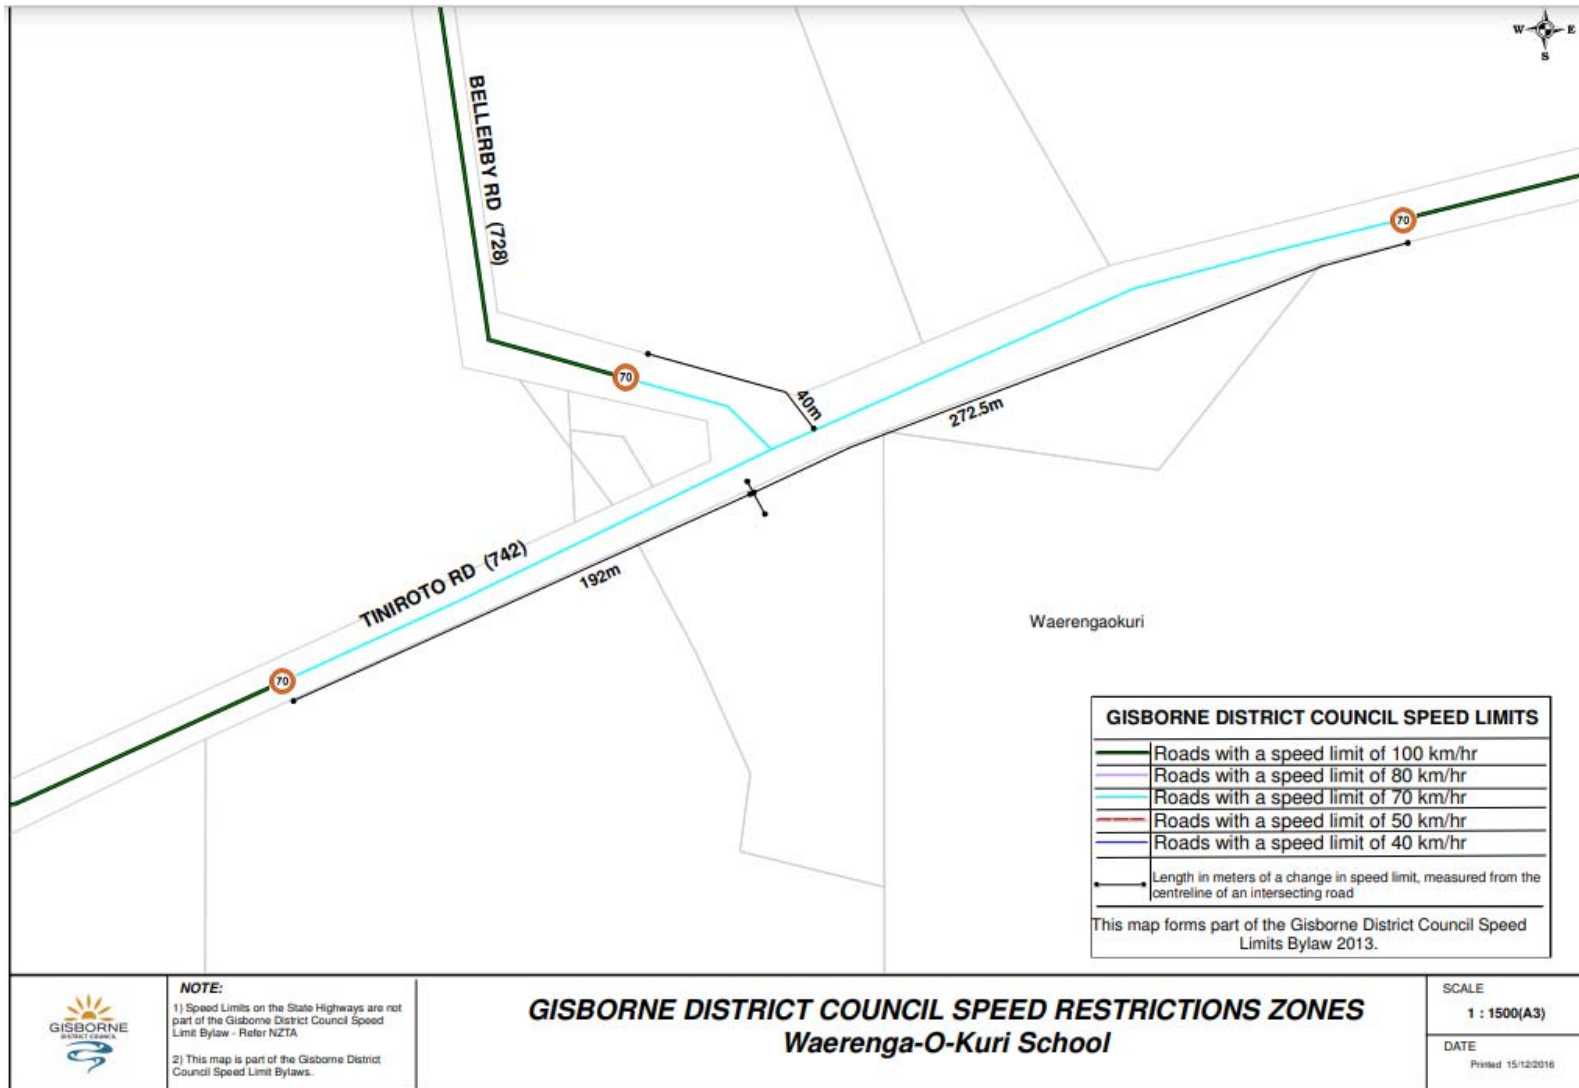 W E
S
BELLERBY RD (728)
70
70
40m
272.5m
TINIROTO RD (742)
192m
Waerengaokuri
70
GISBORNE DISTRICT COUNCIL SPEED LIMITS
Roads with a speed limit of 100 km/hr
Roads with a speed limit of 80 km/hr
Roads with a speed limit of 70 km/hr
Roads with a speed limit of 50 km/hr
Roads with a speed limit of 40 km/hr
Length in meters of a change in speed limit, measured from the
centreline of an intersecting road
This map forms part of the Gisborne District Council Speed
Limits Bylaw 2013.
GISBORNE
DISTRICT COUNCIL
NOTE:
1) Speed Limits on the State Highways are not
part of the Gisborne District Council Speed
Limit Bylaw - Refer NZTA
2) This map is part of the Gisborne District
Council Speed Limit Bylaws.
GISBORNE DISTRICT COUNCIL SPEED RESTRICTIONS ZONES
Waerenga-O-Kuri School
SCALE
1 : 1500(A3)
DATE
Printed 15/12/2016